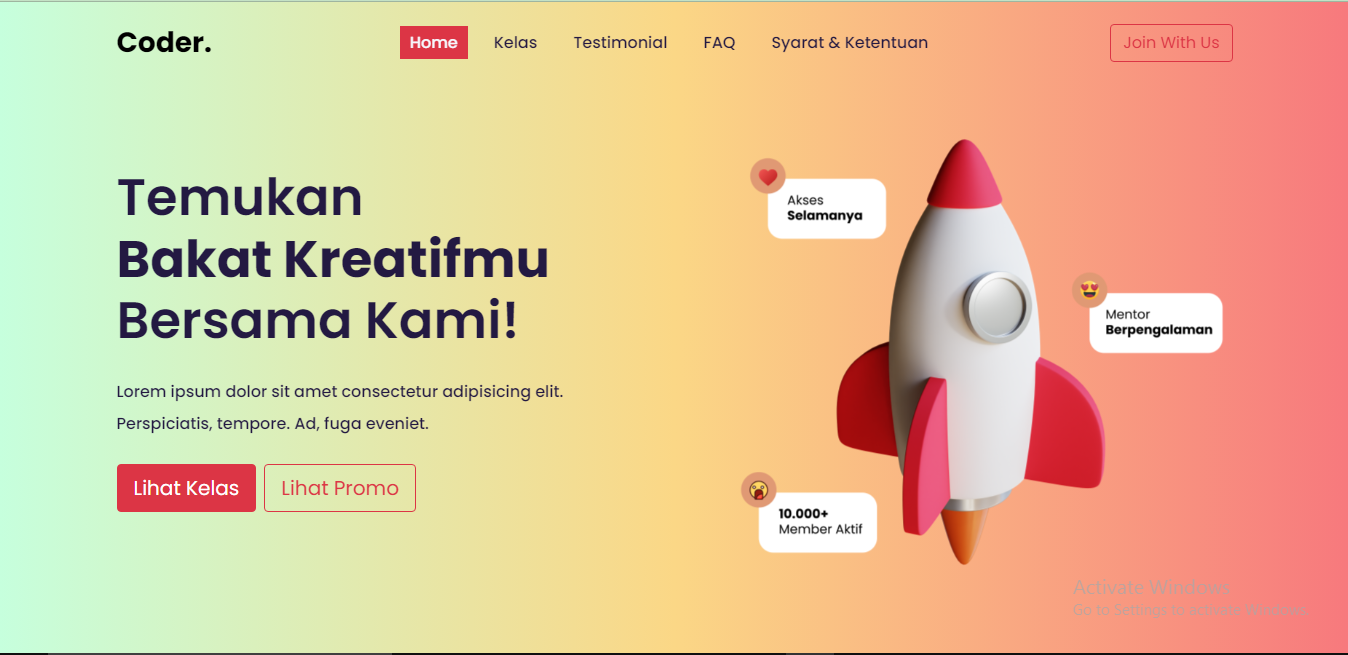 Coder.
Home Kelas Testimonial FAQ Syarat & Ketentuan
Join With Us
Temukan
Bakat Kreatifmu
Bersama Kami!
Lorem ipsum dolor sit amet consectetur adipisicing elit.
Perspiciatis, tempore. Ad, fuga eveniet.
Lihat Kelas
Lihat Promo
Akses
Selamanya
Mentor
Berpengalaman
10.000+
Member Aktif
Activate Windows
Go to Settings to activate Windows.